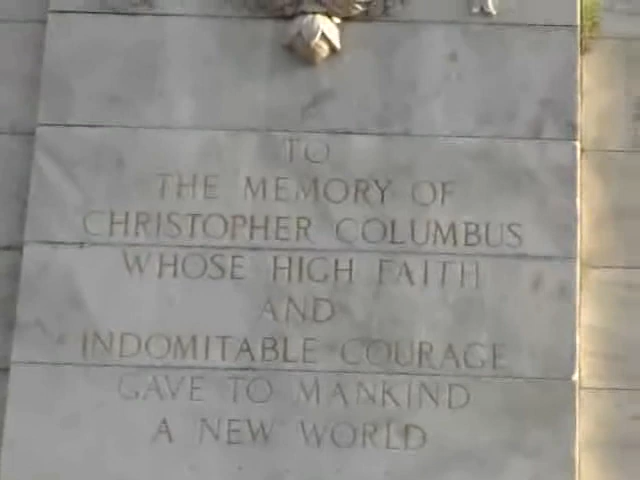 TO
THE MEMORY OF
CHRISTOPHER COLUMBUS
WHOSE HIGH FAITH
AND
INDOMITABLE COURAGE
GAVE TO MANKIND
A NEW WORLD